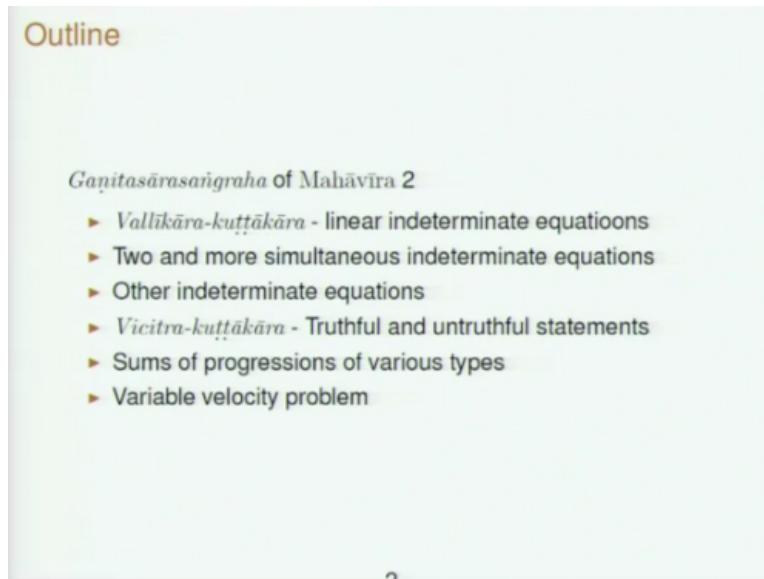 Outline
Gaṇitasārasaṅgraha of Mahāvīra 2
► Vallīkāra-kuṭṭākāra - linear indeterminate equatioons
► Two and more simultaneous indeterminate equations
► Other indeterminate equations
► Vicitra-kuṭṭākāra - Truthful and untruthful statements
► Sums of progressions of various types
► Variable velocity problem